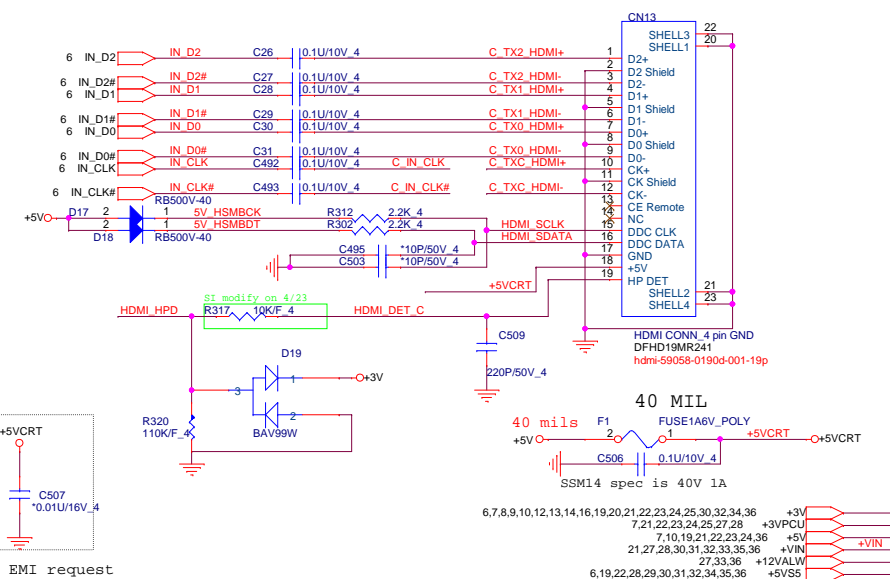 CN13
SHELL3 22
SHELL1 20
6 IN_D2 IN_D2 C26 0.1U/10V_4 C_TX2_HDMI+ 1 D2+
2 D2 Shield
6 IN_D2# IN_D2# C27 0.1U/10V_4 C_TX2_HDMI- 3 D2-
6 IN_D1 IN_D1 C28 0.1U/10V_4 C_TX1_HDMI+ 4 D1+
5 D1 Shield
6 IN_D1# IN_D1# C29 0.1U/10V_4 C_TX1_HDMI- 6 D1-
6 IN_D0 IN_D0 C30 0.1U/10V_4 C_TX0_HDMI+ 7 D0+
8 D0 Shield
6 IN_D0# IN_D0# C31 0.1U/10V_4 C_TX0_HDMI- 9 D0-
6 IN_CLK IN_CLK C492 0.1U/10V_4 C_IN_CLK C_TXC_HDMI+ 10 CK+
11 CK Shield
6 IN_CLK# IN_CLK# C493 0.1U/10V_4 C_IN_CLK# C_TXC_HDMI- 12 CK-
13 CE Remote
14 NC
RB500V-40
+5V D17 2 1 5V_HSMBCK R312 2.2K_4 HDMI_SCLK 15 DDC CLK
2 1 5V_HSMBDT R302 2.2K_4 HDMI_SDATA 16 DDC DATA
D18 RB500V-40
C495 *10P/50V_4 17 GND
C503 *10P/50V_4 18 +5V
19 HP DET
+5VCRT
SHELL2 21
SHELL4 23
SI modify on 4/23
HDMI_HPD R317 10K/F_4 HDMI_DET_C
HDMI CONN_4 pin GND
DFHD19MR241
hdmi-59058-0190d-001-19p
C509
220P/50V_4
D19
3 1 +3V
2
BAV99W
R320
110K/F_4
40 MIL
40 mils F1 FUSE1A6V_POLY
+5V 2 1 +5VCRT +5VCRT
C506 0.1U/10V_4
SSM14 spec is 40V 1A
+5VCRT
C507
*0.01U/16V_4
EMI request
6,7,8,9,10,12,13,14,16,19,20,21,22,23,24,25,30,32,34,36 +3V
7,21,22,23,24,25,27,28 +3VPCU
7,10,19,21,22,23,24,36 +5V
21,27,28,30,31,32,33,35,36 +VIN +VIN
27,33,36 +12VALW
6,19,22,28,29,30,31,32,34,35,36 +5VS5